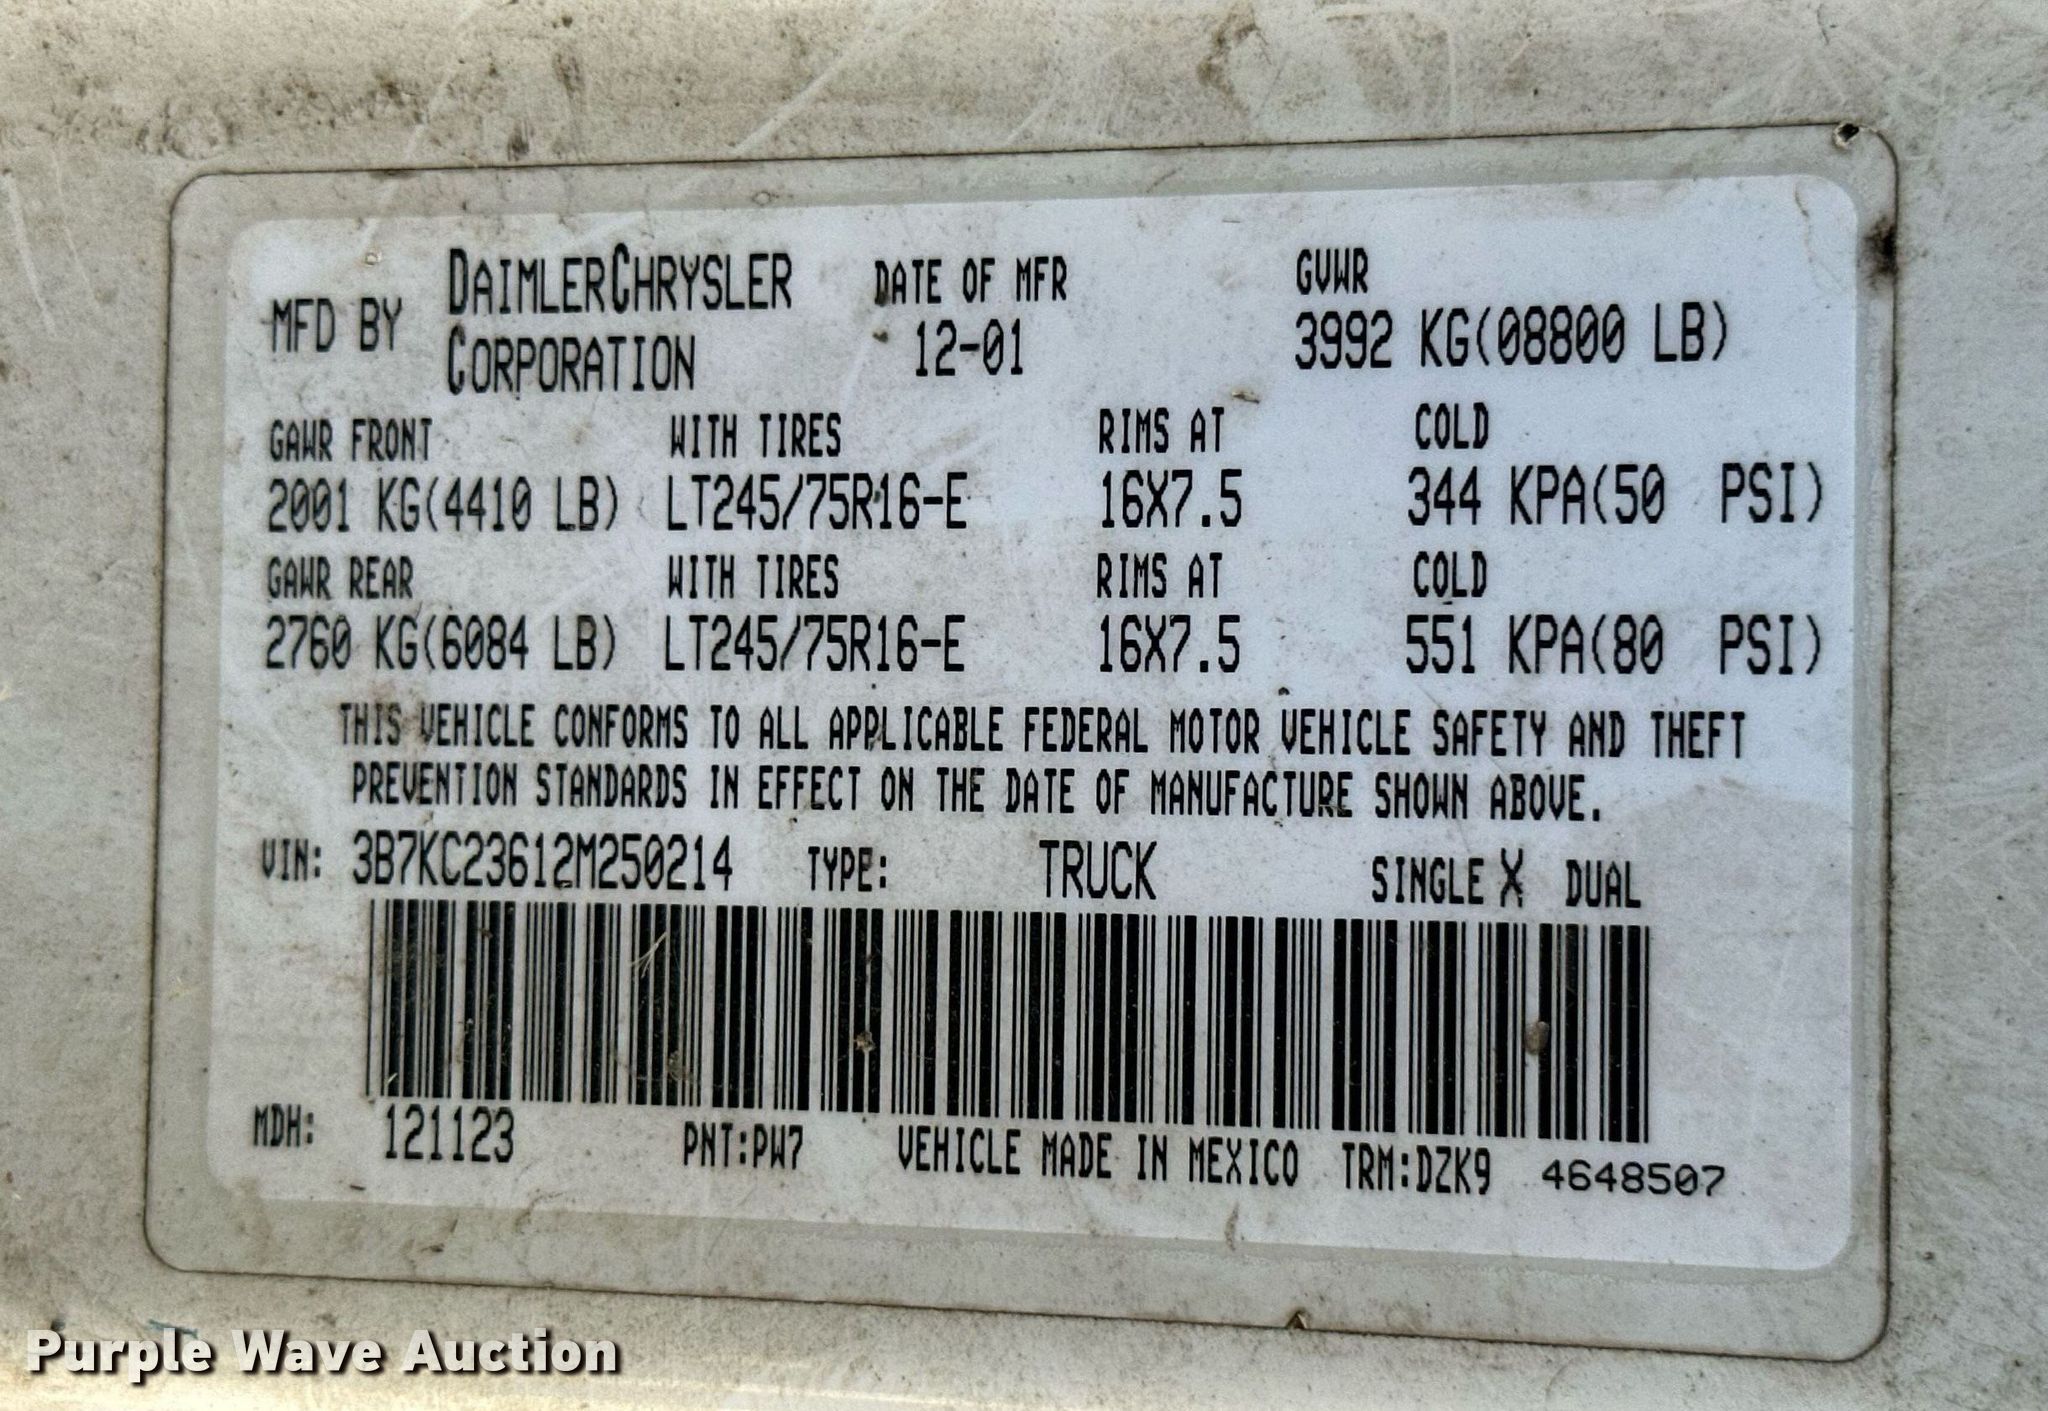 MFD BY DAIMLERCHRYSLER CORPORATION DATE OF MFR 12-01 GVWR 3992 KG(08800 LB)
GAWR FRONT WITH TIRES RIMS AT COLD
2001 KG(4410 LB) LT245/75R16-E 16X7.5 344 KPA(50 PSI)
GAWR REAR WITH TIRES RIMS AT COLD
2760 KG(6084 LB) LT245/75R16-E 16X7.5 551 KPA(80 PSI)
THIS VEHICLE CONFORMS TO ALL APPLICABLE FEDERAL MOTOR VEHICLE SAFETY AND THEFT
PREVENTION STANDARDS IN EFFECT ON THE DATE OF MANUFACTURE SHOWN ABOVE.
VIN: 3B7KC23612M250214 TYPE: TRUCK SINGLE X DUAL
MDH: 121123 PNT:PW7 VEHICLE MADE IN MEXICO TRM:DZK9 4648507
Purple Wave Auction